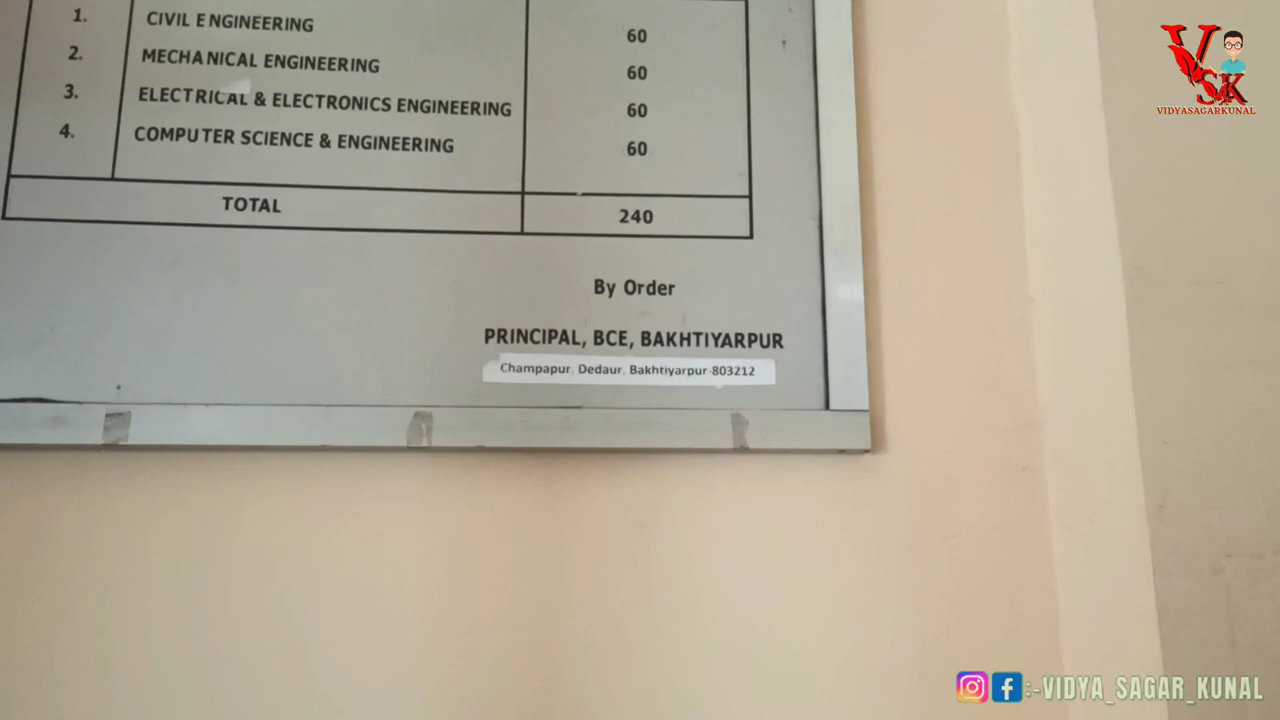 1. CIVIL ENGINEERING 60
2. MECHANICAL ENGINEERING 60
3. ELECTRICAL & ELECTRONICS ENGINEERING 60
4. COMPUTER SCIENCE & ENGINEERING 60
TOTAL 240
By Order
PRINCIPAL, BCE, BAKHTIYARPUR
Champapur, Dedaur, Bakhtiyarpur-803212
VSK
VIDYASAGARKUNAL
:-VIDYA_SAGAR_KUNAL